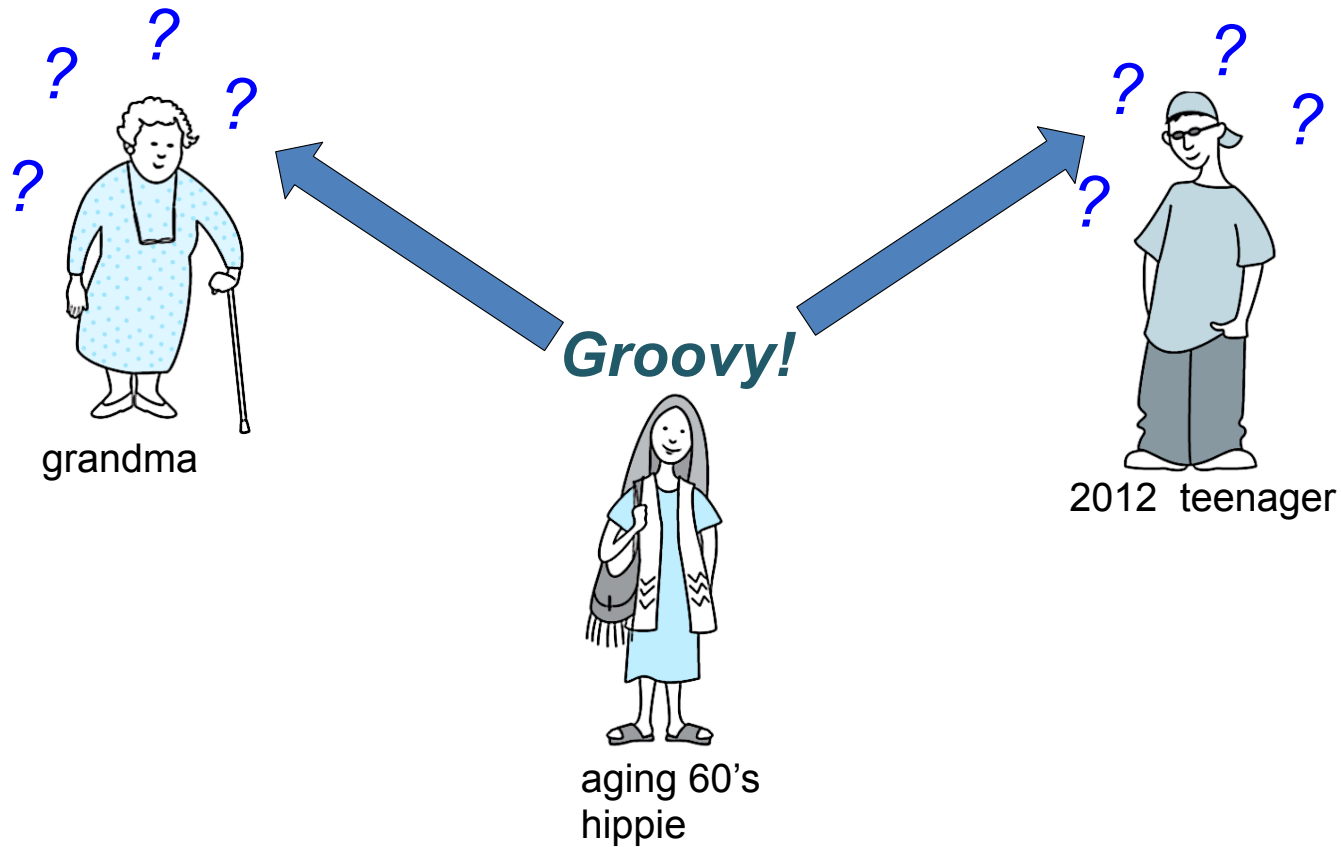 ? ? ? ?
? ? ? ?
Groovy!
grandma
2012 teenager
aging 60’s
hippie